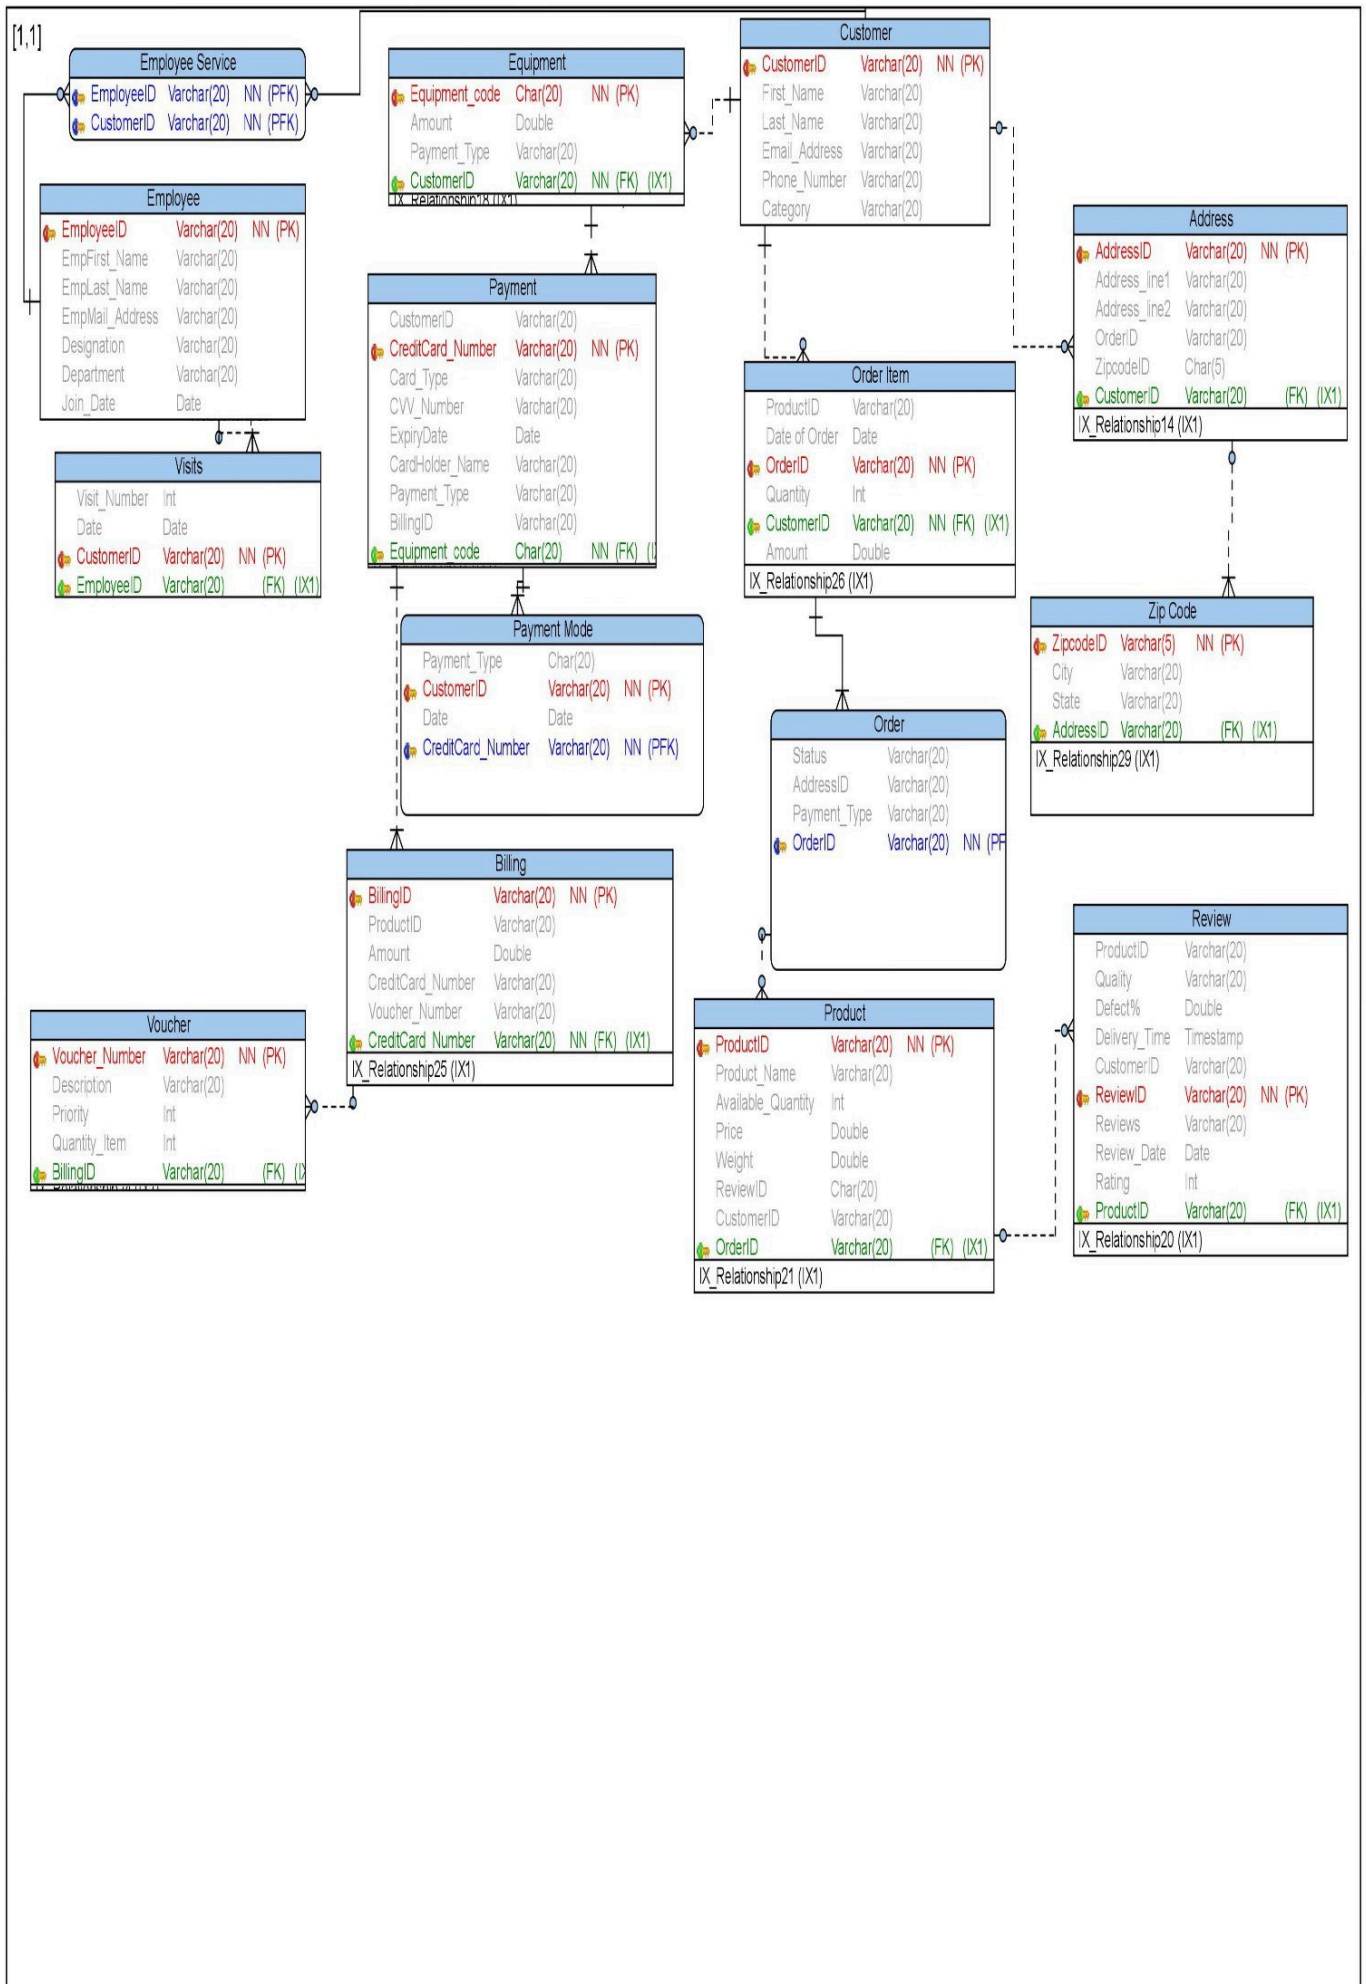 [1,1]
Employee Service
EmployeeID Varchar(20) NN (PFK)
CustomerID Varchar(20) NN (PFK)
Equipment
Equipment_code Char(20) NN (PK)
Amount Double
Payment_Type Varchar(20)
CustomerID Varchar(20) NN (FK) (IX1)
IX_Relationship18 (IX1)
Customer
CustomerID Varchar(20) NN (PK)
First_Name Varchar(20)
Last_Name Varchar(20)
Email_Address Varchar(20)
Phone_Number Varchar(20)
Category Varchar(20)
Employee
EmployeeID Varchar(20) NN (PK)
EmpFirst_Name Varchar(20)
EmpLast_Name Varchar(20)
EmpMail_Address Varchar(20)
Designation Varchar(20)
Department Varchar(20)
Join_Date Date
Address
AddressID Varchar(20) NN (PK)
Address_line1 Varchar(20)
Address_line2 Varchar(20)
OrderID Varchar(20)
ZipcodeID Char(5)
CustomerID Varchar(20) (FK) (IX1)
IX_Relationship14 (IX1)
Payment
CustomerID Varchar(20)
CreditCard_Number Varchar(20) NN (PK)
Card_Type Varchar(20)
CVV_Number Varchar(20)
ExpiryDate Date
CardHolder_Name Varchar(20)
Payment_Type Varchar(20)
BillingID Varchar(20)
Equipment_code Char(20) NN (FK) (I
Order Item
ProductID Varchar(20)
Date of Order Date
OrderID Varchar(20) NN (PK)
Quantity Int
CustomerID Varchar(20) NN (FK) (IX1)
Amount Double
IX_Relationship26 (IX1)
Visits
Visit_Number Int
Date Date
CustomerID Varchar(20) NN (PK)
EmployeeID Varchar(20) (FK) (IX1)
Payment Mode
Payment_Type Char(20)
CustomerID Varchar(20) NN (PK)
Date Date
CreditCard_Number Varchar(20) NN (PFK)
Zip Code
ZipcodeID Varchar(5) NN (PK)
City Varchar(20)
State Varchar(20)
AddressID Varchar(20) (FK) (IX1)
IX_Relationship29 (IX1)
Order
Status Varchar(20)
AddressID Varchar(20)
Payment_Type Varchar(20)
OrderID Varchar(20) NN (PF
Billing
BillingID Varchar(20) NN (PK)
ProductID Varchar(20)
Amount Double
CreditCard_Number Varchar(20)
Voucher_Number Varchar(20)
CreditCard_Number Varchar(20) NN (FK) (IX1)
IX_Relationship25 (IX1)
Review
ProductID Varchar(20)
Quality Varchar(20)
Defect% Double
Delivery_Time Timestamp
CustomerID Varchar(20)
ReviewID Varchar(20) NN (PK)
Reviews Varchar(20)
Review_Date Date
Rating Int
ProductID Varchar(20) (FK) (IX1)
IX_Relationship20 (IX1)
Voucher
Voucher_Number Varchar(20) NN (PK)
Description Varchar(20)
Priority Int
Quantity_Item Int
BillingID Varchar(20) (FK) (IX
Product
ProductID Varchar(20) NN (PK)
Product_Name Varchar(20)
Available_Quantity Int
Price Double
Weight Double
ReviewID Char(20)
CustomerID Varchar(20)
OrderID Varchar(20) (FK) (IX1)
IX_Relationship21 (IX1)